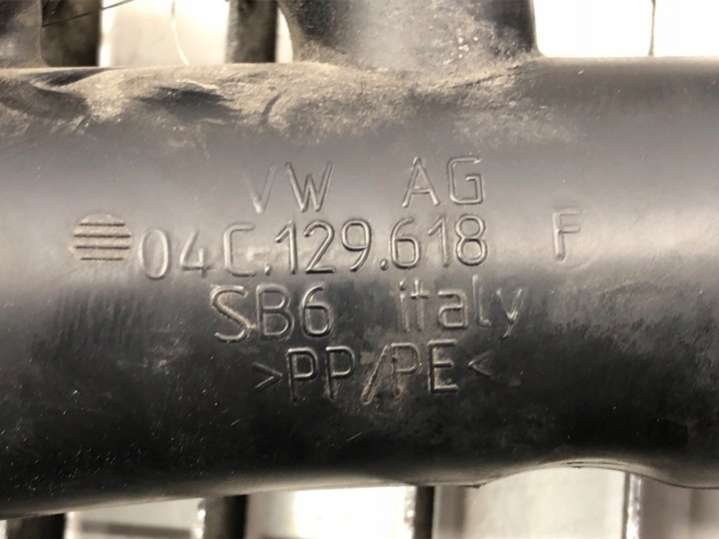 VW AG
04C.129.618 F
SB6 italy
>PP/PE<